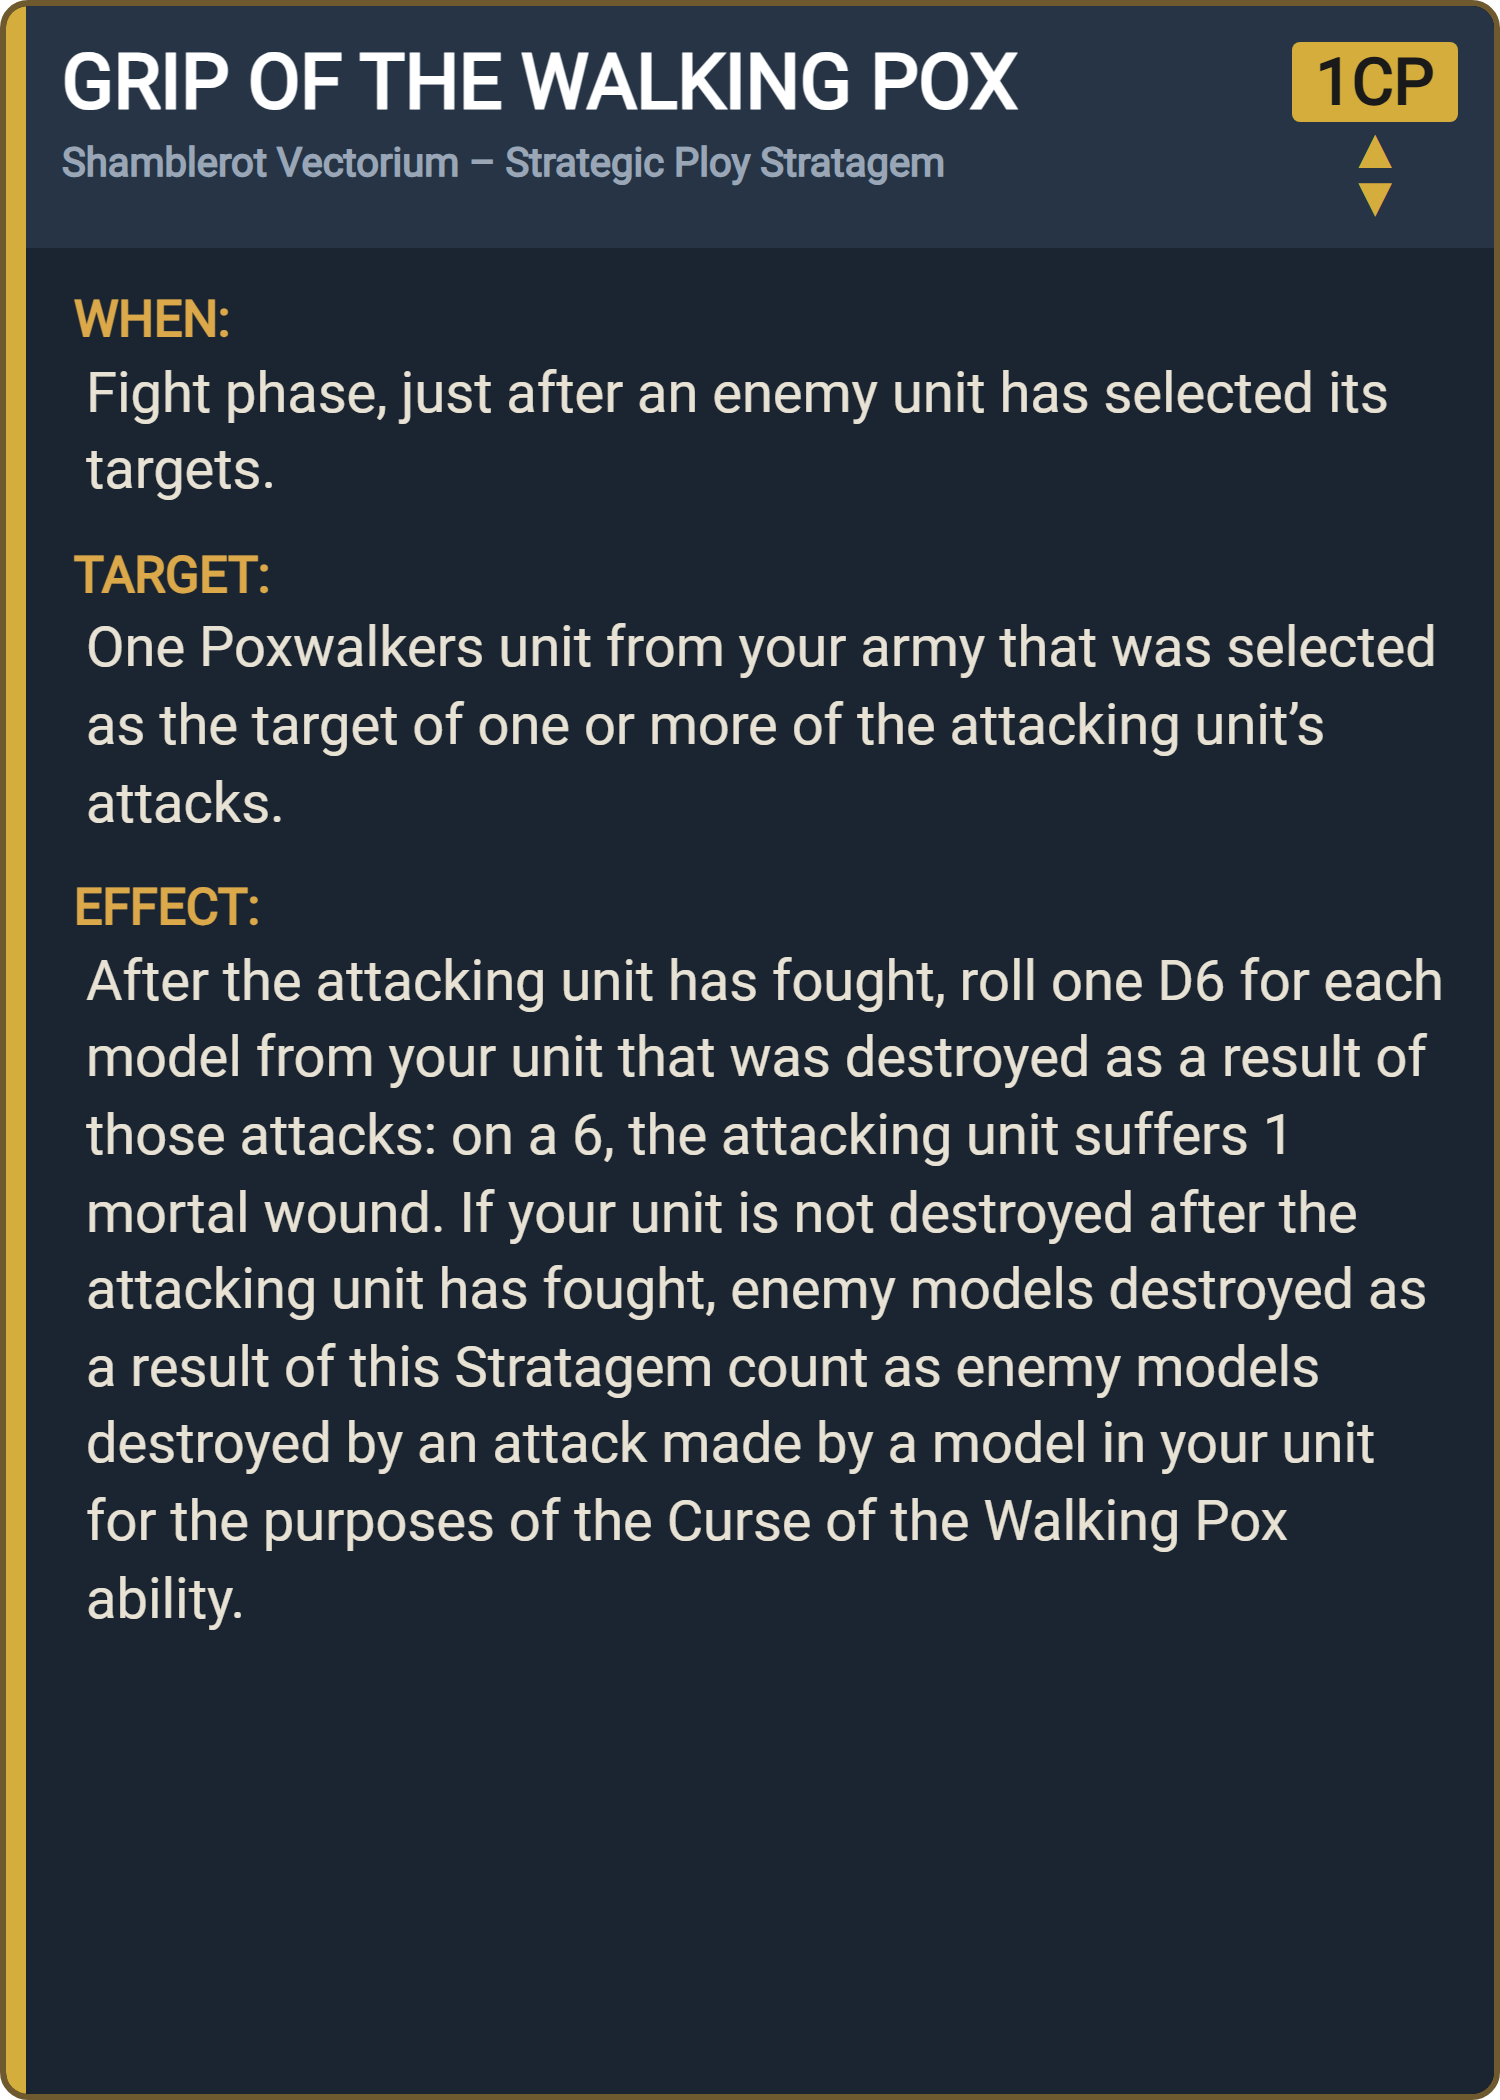 GRIP OF THE WALKING POX
1CP
Shamblerot Vectorium – Strategic Ploy Stratagem
WHEN:
Fight phase, just after an enemy unit has selected its
targets.
TARGET:
One Poxwalkers unit from your army that was selected
as the target of one or more of the attacking unit’s
attacks.
EFFECT:
After the attacking unit has fought, roll one D6 for each
model from your unit that was destroyed as a result of
those attacks: on a 6, the attacking unit suffers 1
mortal wound. If your unit is not destroyed after the
attacking unit has fought, enemy models destroyed as
a result of this Stratagem count as enemy models
destroyed by an attack made by a model in your unit
for the purposes of the Curse of the Walking Pox
ability.